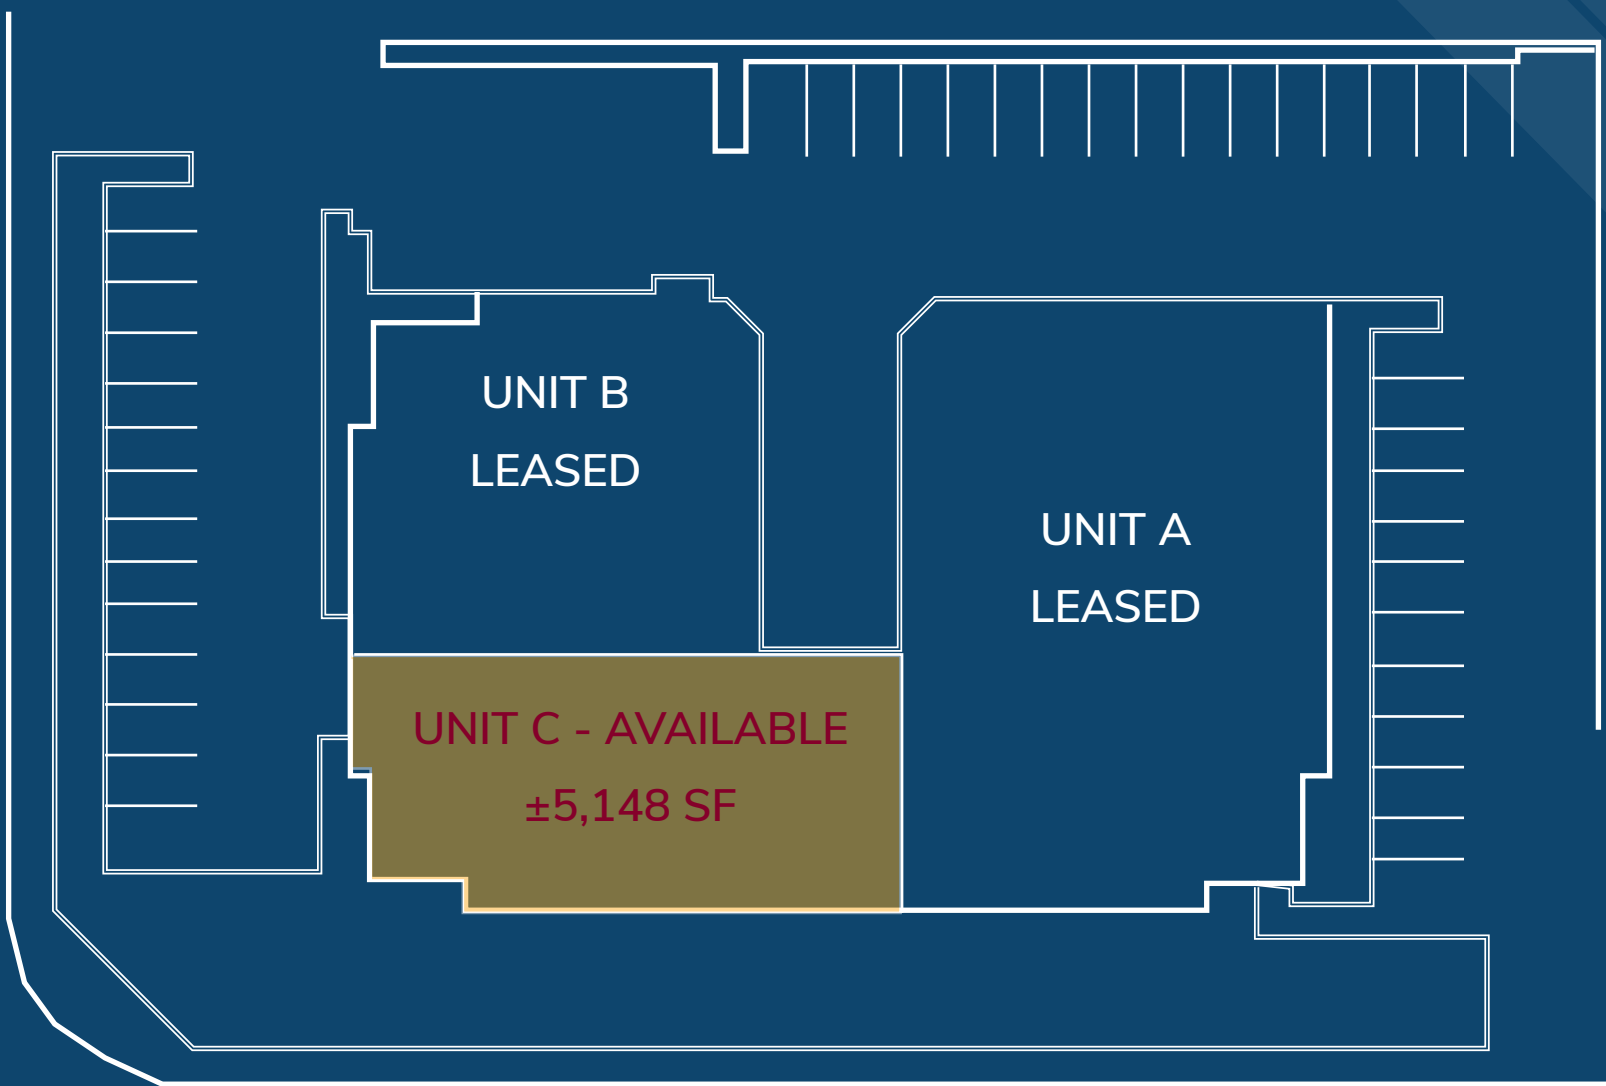 UNIT B
LEASED
UNIT A
LEASED
UNIT C - AVAILABLE
±5,148 SF